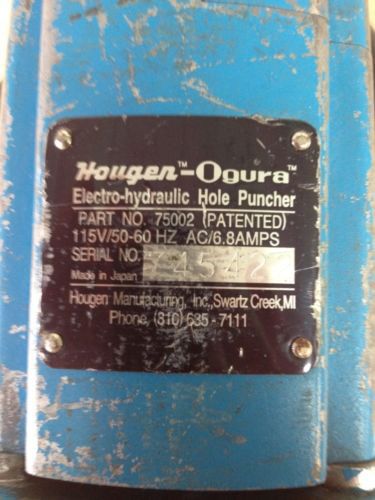 Hougen™-Ogura™
Electro-hydraulic Hole Puncher
PART NO. 75002 (PATENTED)
115V/50-60 HZ AC/6.8AMPS
SERIAL NO.
Made in Japan
Hougen Manufacturing, Inc., Swartz Creek, MI
Phone (810) 635-7111